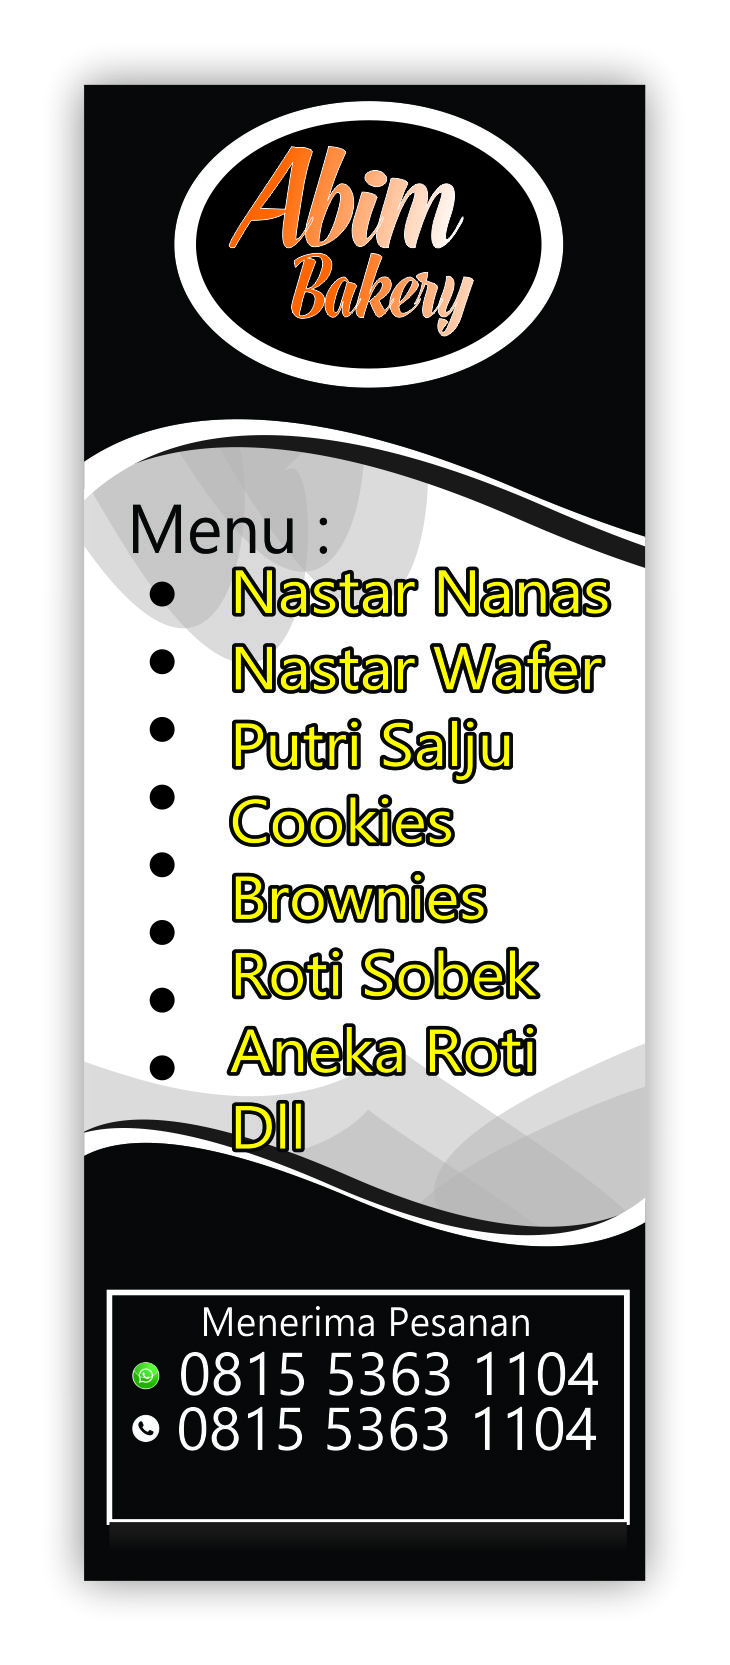 Abim
Bakery
Menu :
• Nastar Nanas
• Nastar Wafer
• Putri Salju
• Cookies
• Brownies
• Roti Sobek
• Aneka Roti
• Dll
Menerima Pesanan
0815 5363 1104
0815 5363 1104